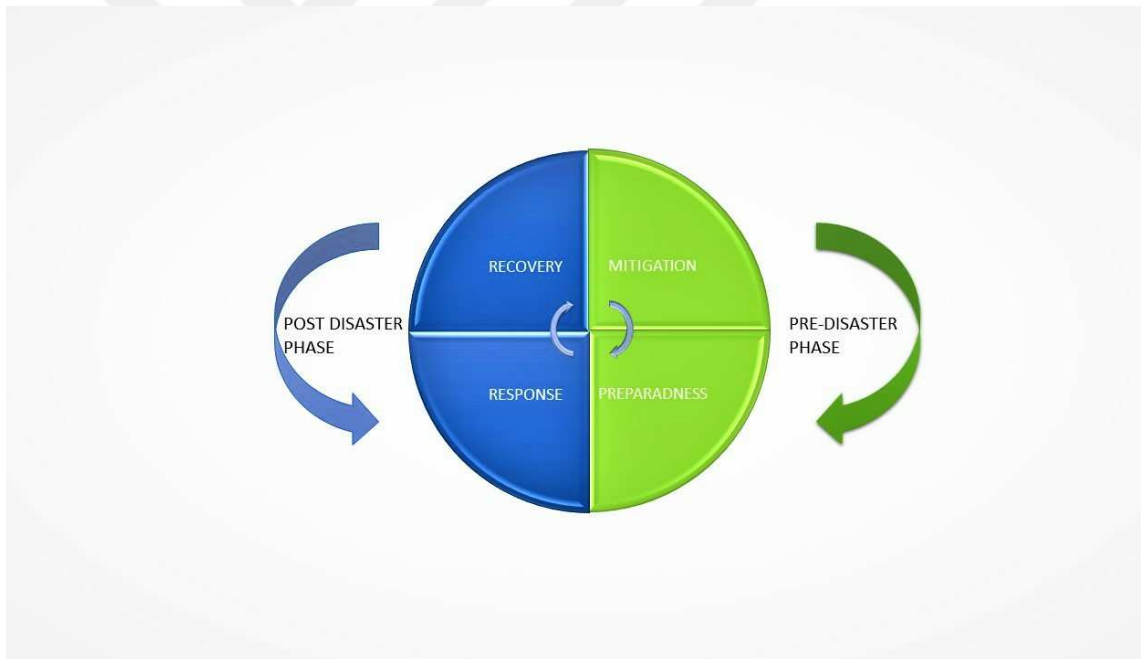 RECOVERY
MITIGATION
POST DISASTER
PHASE
PRE-DISASTER
PHASE
RESPONSE
PREPARADNESS